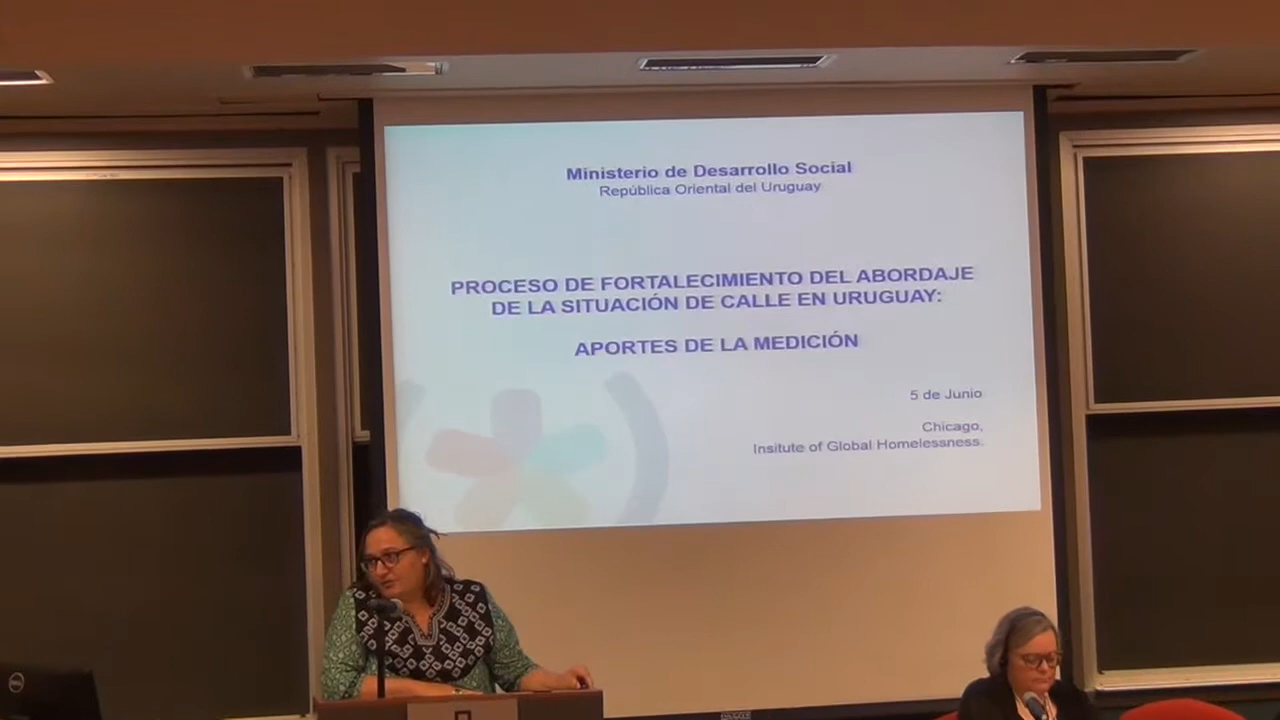 Ministerio de Desarrollo Social
República Oriental del Uruguay
PROCESO DE FORTALECIMIENTO DEL ABORDAJE
DE LA SITUACIÓN DE CALLE EN URUGUAY:
APORTES DE LA MEDICIÓN
5 de Junio
Chicago,
Insitute of Global Homelessness.
DELL